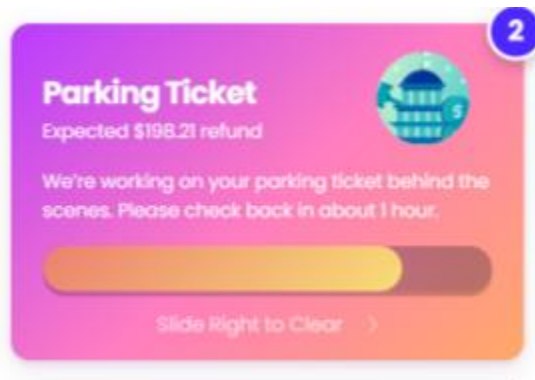 2
Parking Ticket
Expected $198.21 refund
We're working on your parking ticket behind the
scenes. Please check back in about 1 hour.
Slide Right to Clear >